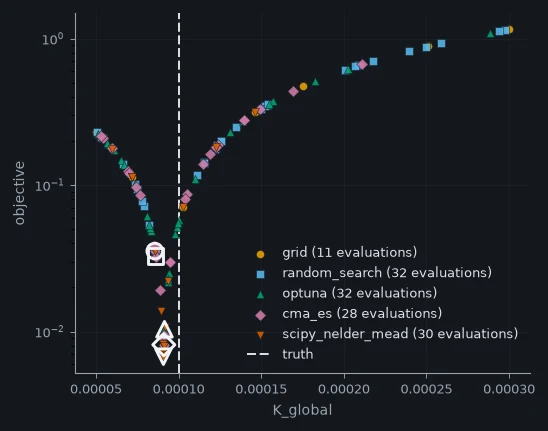 10⁰
10⁻¹
10⁻²
objective
grid (11 evaluations)
random_search (32 evaluations)
optuna (32 evaluations)
cma_es (28 evaluations)
scipy_nelder_mead (30 evaluations)
truth
0.00005 0.00010 0.00015 0.00020 0.00025 0.00030
K_global